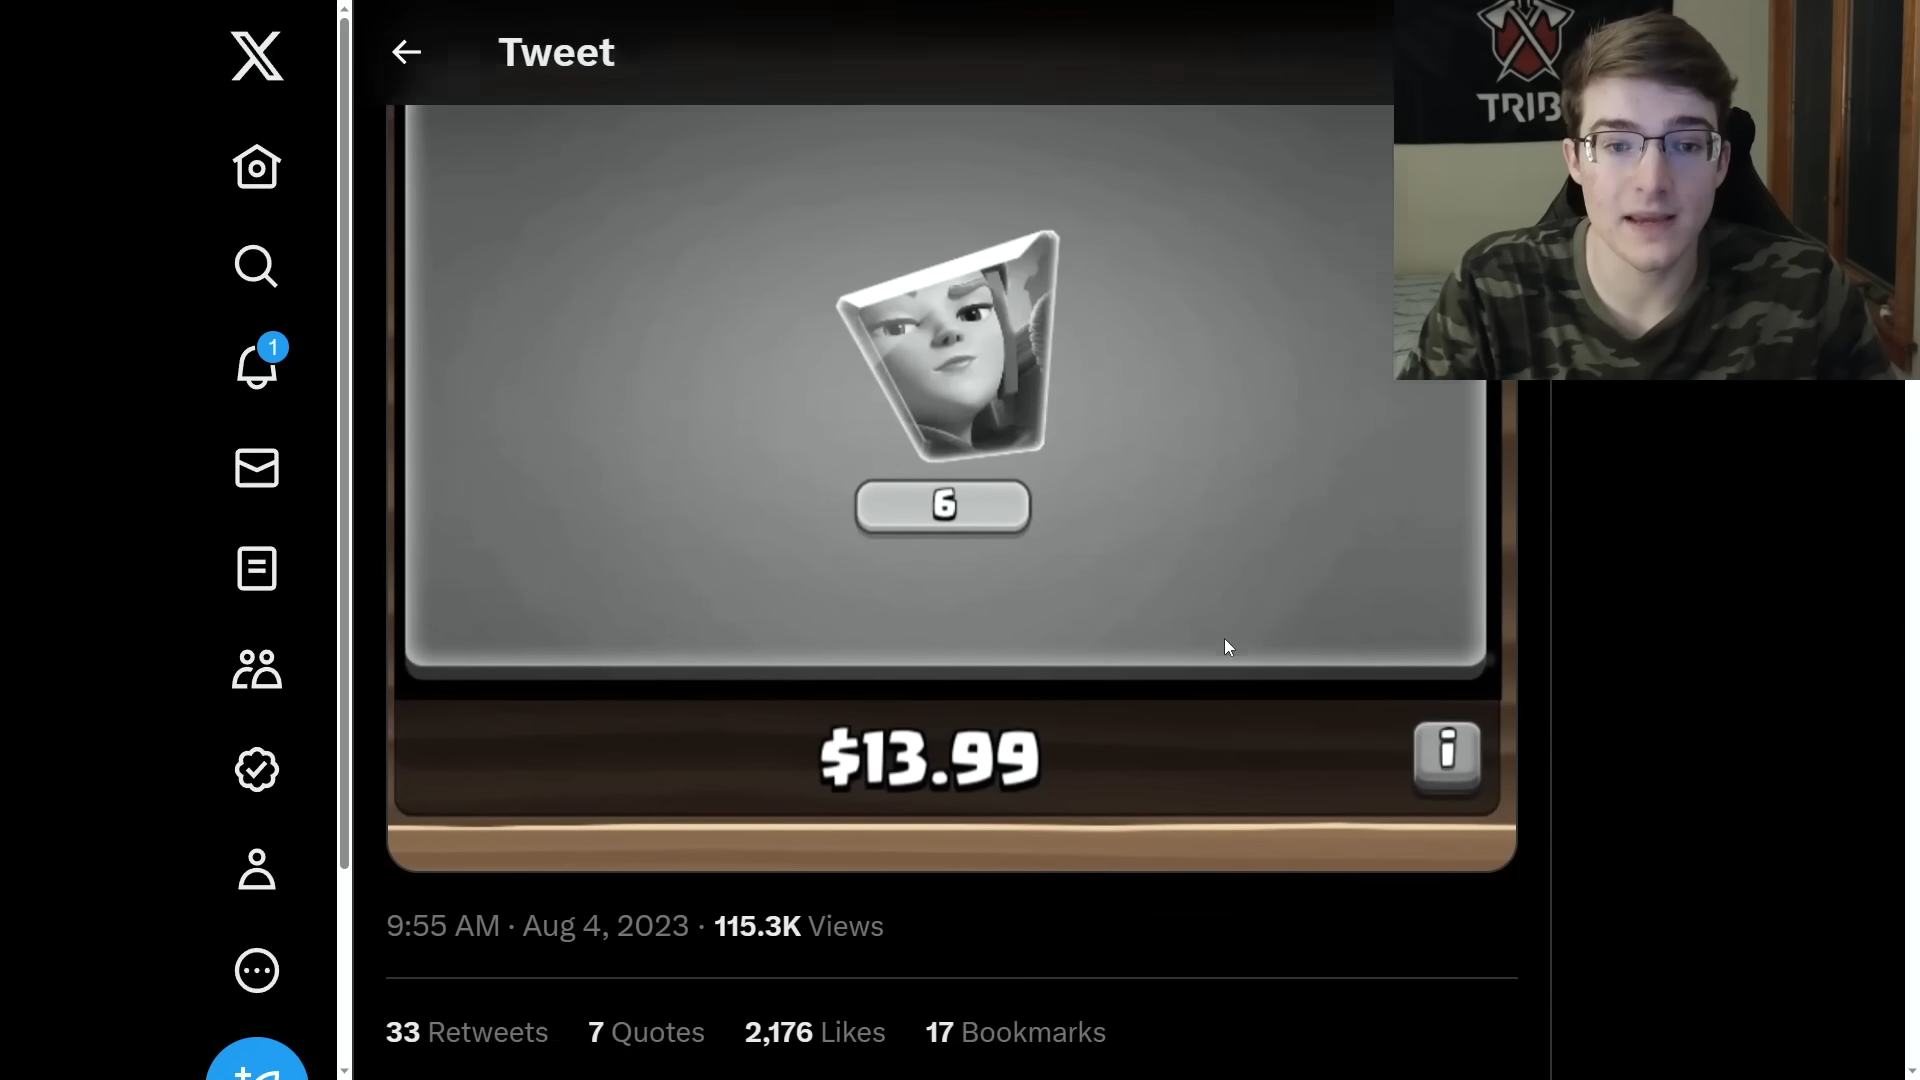 Tweet
TRIB
1
6
$13.99
i
9:55 AM · Aug 4, 2023 · 115.3K Views
33 Retweets 7 Quotes 2,176 Likes 17 Bookmarks